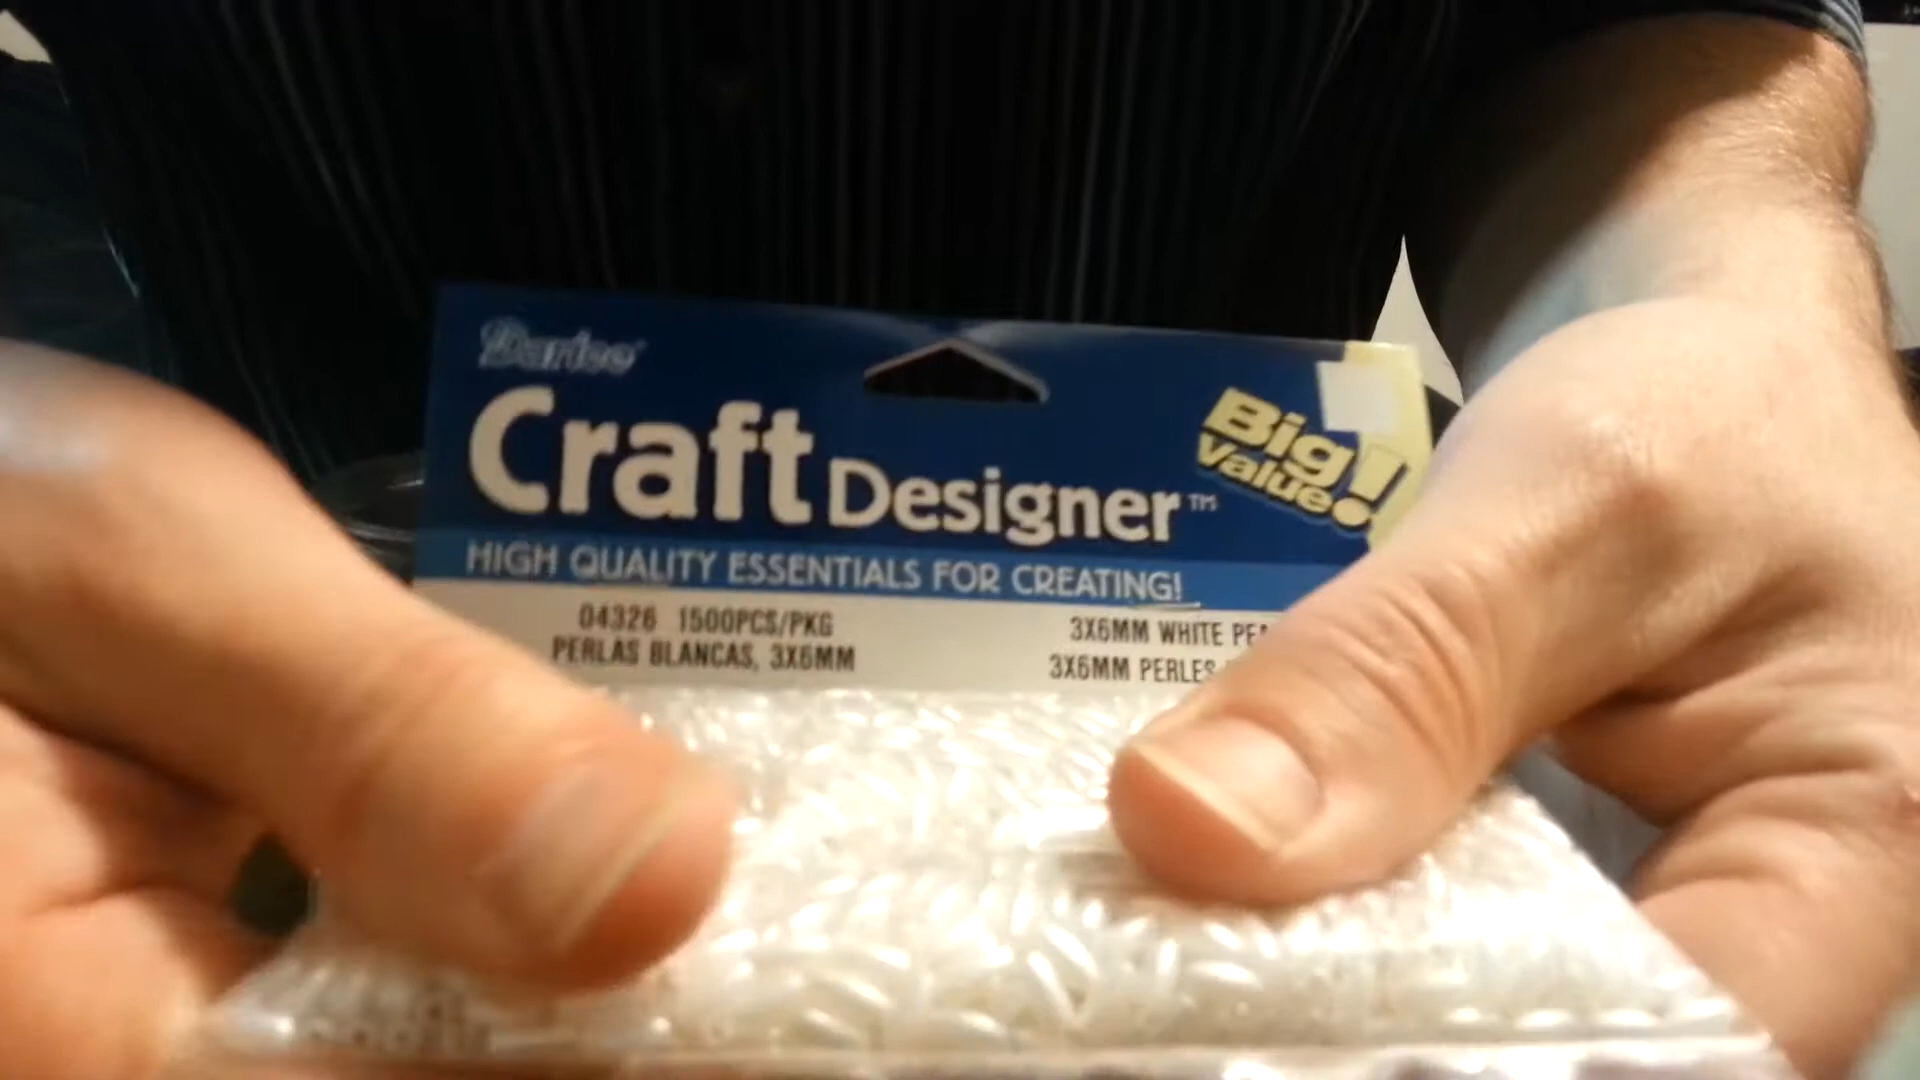 Darice
Craft Designer™
Big
Value!
HIGH QUALITY ESSENTIALS FOR CREATING!
04326 1500PCS/PKG
PERLAS BLANCAS, 3X6MM
3X6MM WHITE
3X6MM PERLES